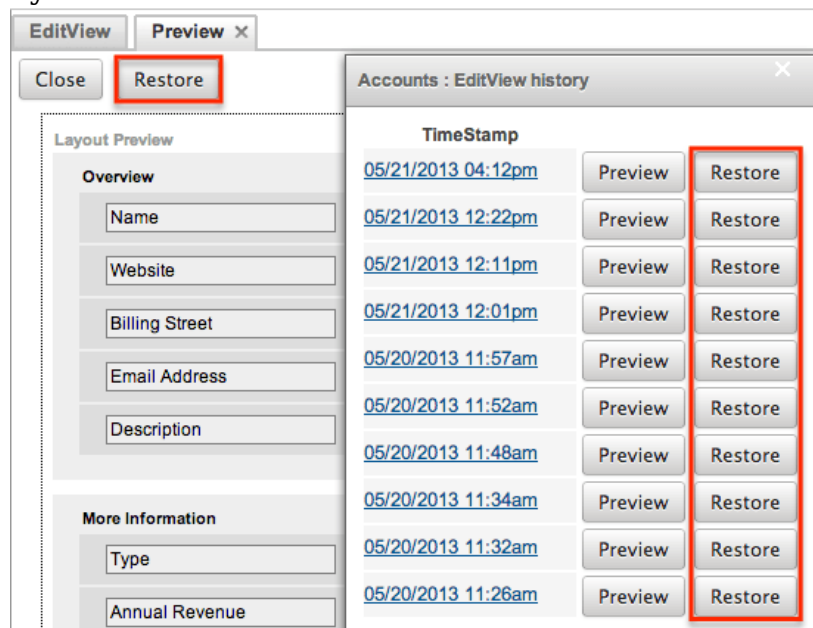 EditView Preview ×
Close Restore
Layout Preview
Overview
Name
Website
Billing Street
Email Address
Description
More Information
Type
Annual Revenue
Accounts : EditView history ×
TimeStamp
05/21/2013 04:12pm Preview Restore
05/21/2013 12:22pm Preview Restore
05/21/2013 12:11pm Preview Restore
05/21/2013 12:01pm Preview Restore
05/20/2013 11:57am Preview Restore
05/20/2013 11:52am Preview Restore
05/20/2013 11:48am Preview Restore
05/20/2013 11:34am Preview Restore
05/20/2013 11:32am Preview Restore
05/20/2013 11:26am Preview Restore